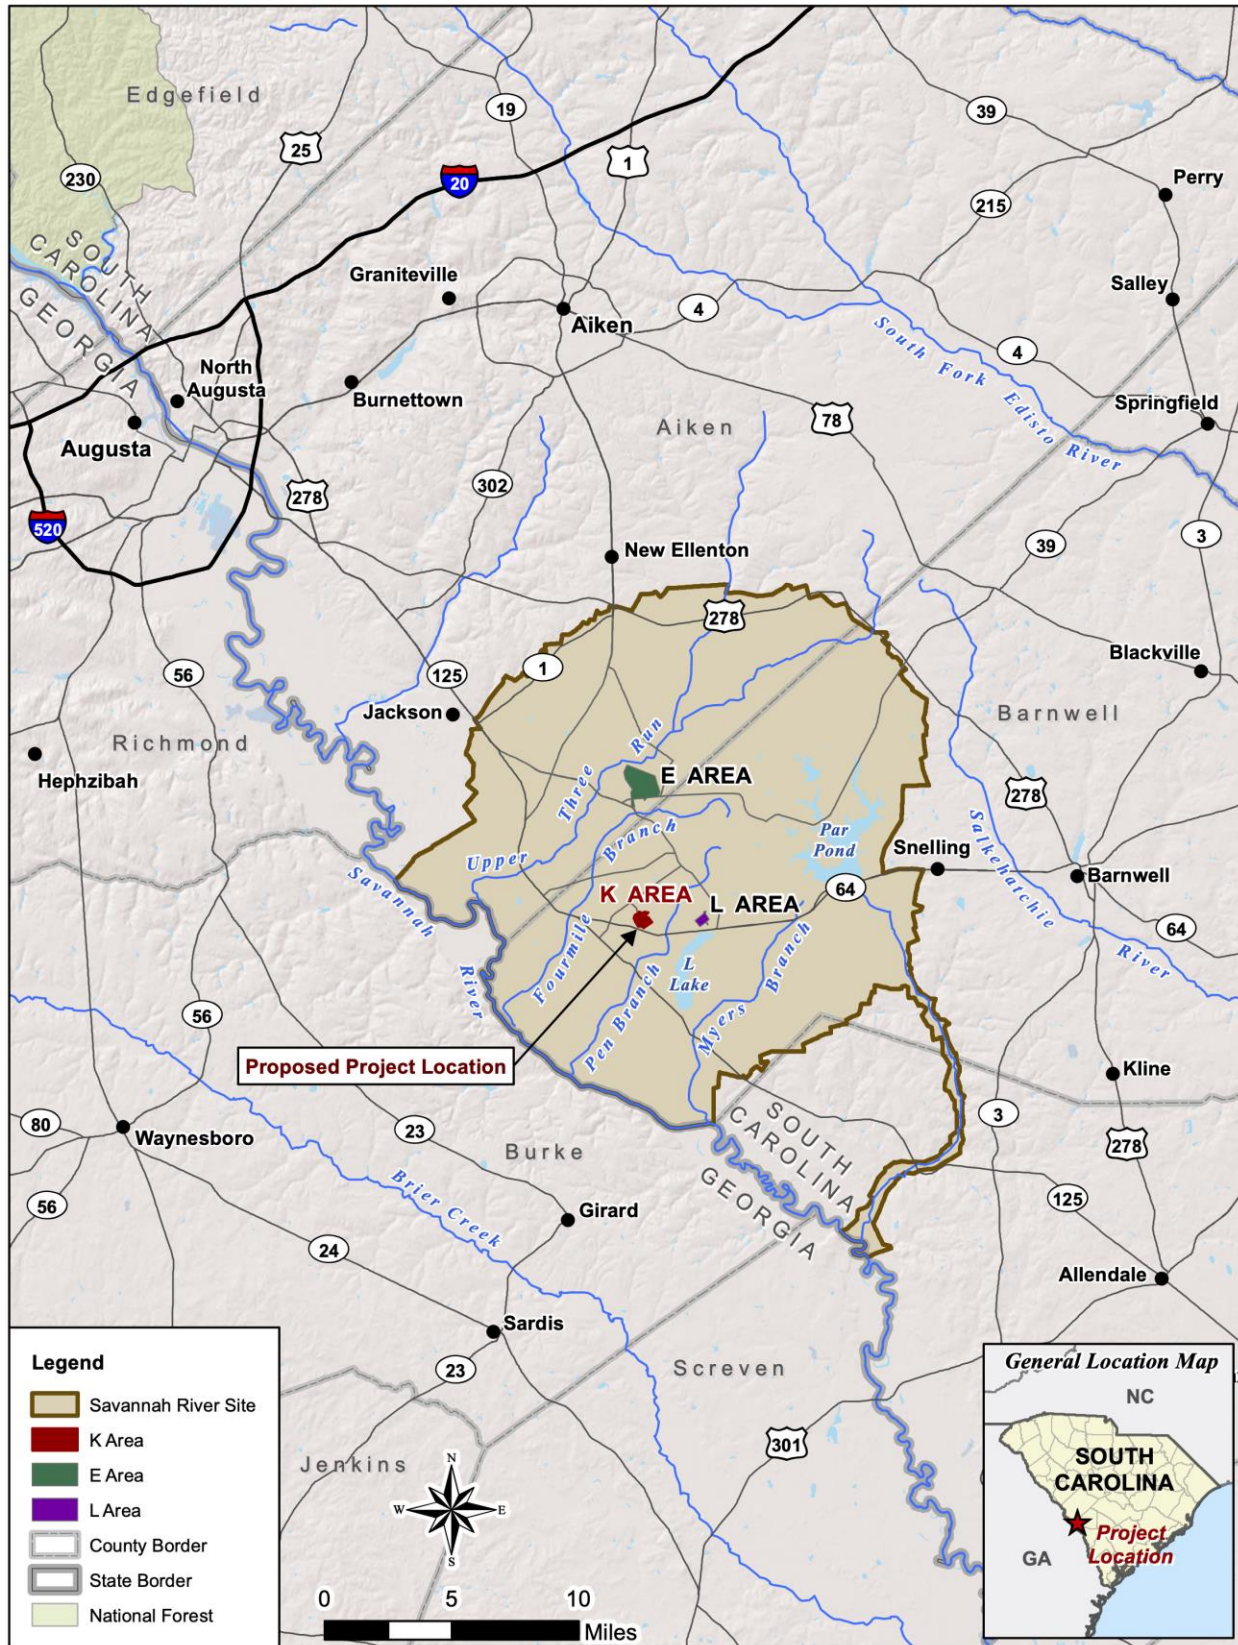 Edgefield
19
39
25
1
20
230
Perry
215
SOUTH
CAROLINA
GEORGIA
Graniteville
Salley
Aiken
4
South Fork Edisto River
4
North
Augusta
Burnettown
Springfield
Augusta
Aiken
78
302
278
520
3
39
New Ellenton
278
56
125
1
Blackville
Jackson
Barnwell
Richmond
Hephzibah
Upper Three Run
E AREA
278
Par
Pond
Salkehatchie River
Snelling
Barnwell
64
Savannah River
Fourmile Branch
K AREA
L AREA
64
L
Lake
Pen Branch
Myers Branch
56
Proposed Project Location
Kline
80
Waynesboro
23
Burke
SOUTH
CAROLINA
GEORGIA
3
278
56
Brier Creek
Girard
125
24
Allendale
Sardis
23
Screven
301
Jenkins
Legend
Savannah River Site
K Area
E Area
L Area
County Border
State Border
National Forest
N
W E
S
0 5 10
Miles
General Location Map
NC
SOUTH
CAROLINA
GA
Project
Location